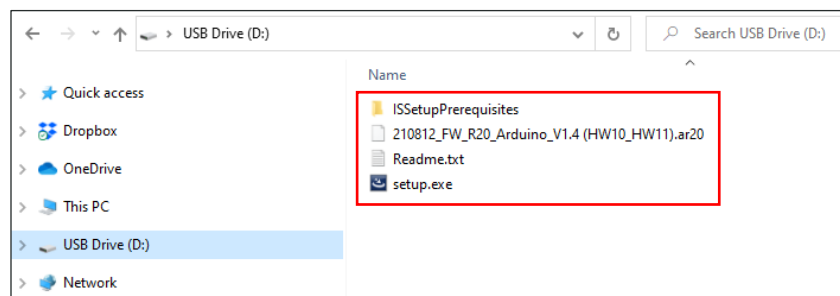 USB Drive (D:)
Search USB Drive (D:)
Name
Quick access
Dropbox
OneDrive
This PC
USB Drive (D:)
Network
ISSetupPrerequisites
210812_FW_R20_Arduino_V1.4 (HW10_HW11).ar20
Readme.txt
setup.exe